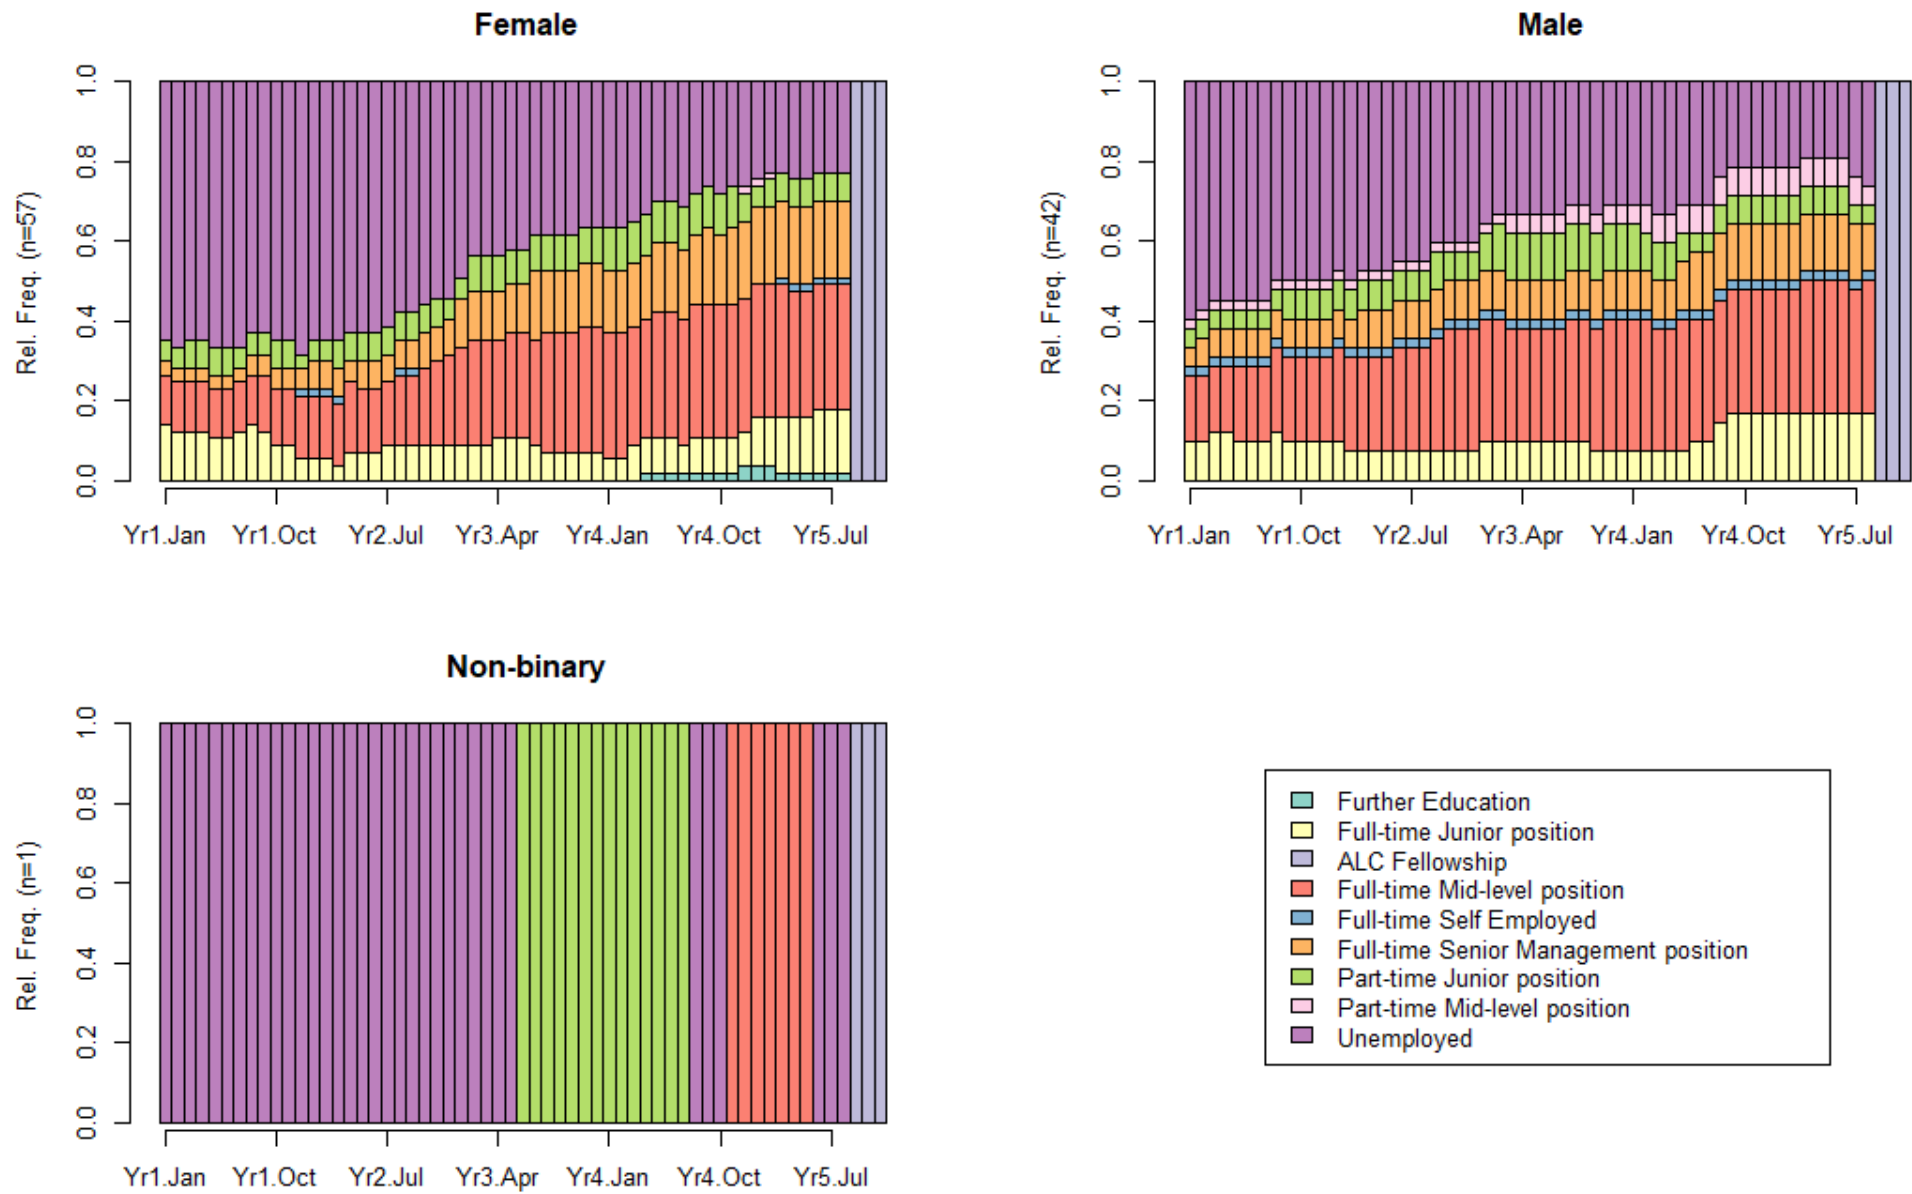 Female
Rel. Freq. (n=57)
0.0 0.2 0.4 0.6 0.8 1.0
Yr1.Jan Yr1.Oct Yr2.Jul Yr3.Apr Yr4.Jan Yr4.Oct Yr5.Jul
Male
Rel. Freq. (n=42)
0.0 0.2 0.4 0.6 0.8 1.0
Yr1.Jan Yr1.Oct Yr2.Jul Yr3.Apr Yr4.Jan Yr4.Oct Yr5.Jul
Non-binary
Rel. Freq. (n=1)
0.0 0.2 0.4 0.6 0.8 1.0
Yr1.Jan Yr1.Oct Yr2.Jul Yr3.Apr Yr4.Jan Yr4.Oct Yr5.Jul
Further Education
Full-time Junior position
ALC Fellowship
Full-time Mid-level position
Full-time Self Employed
Full-time Senior Management position
Part-time Junior position
Part-time Mid-level position
Unemployed